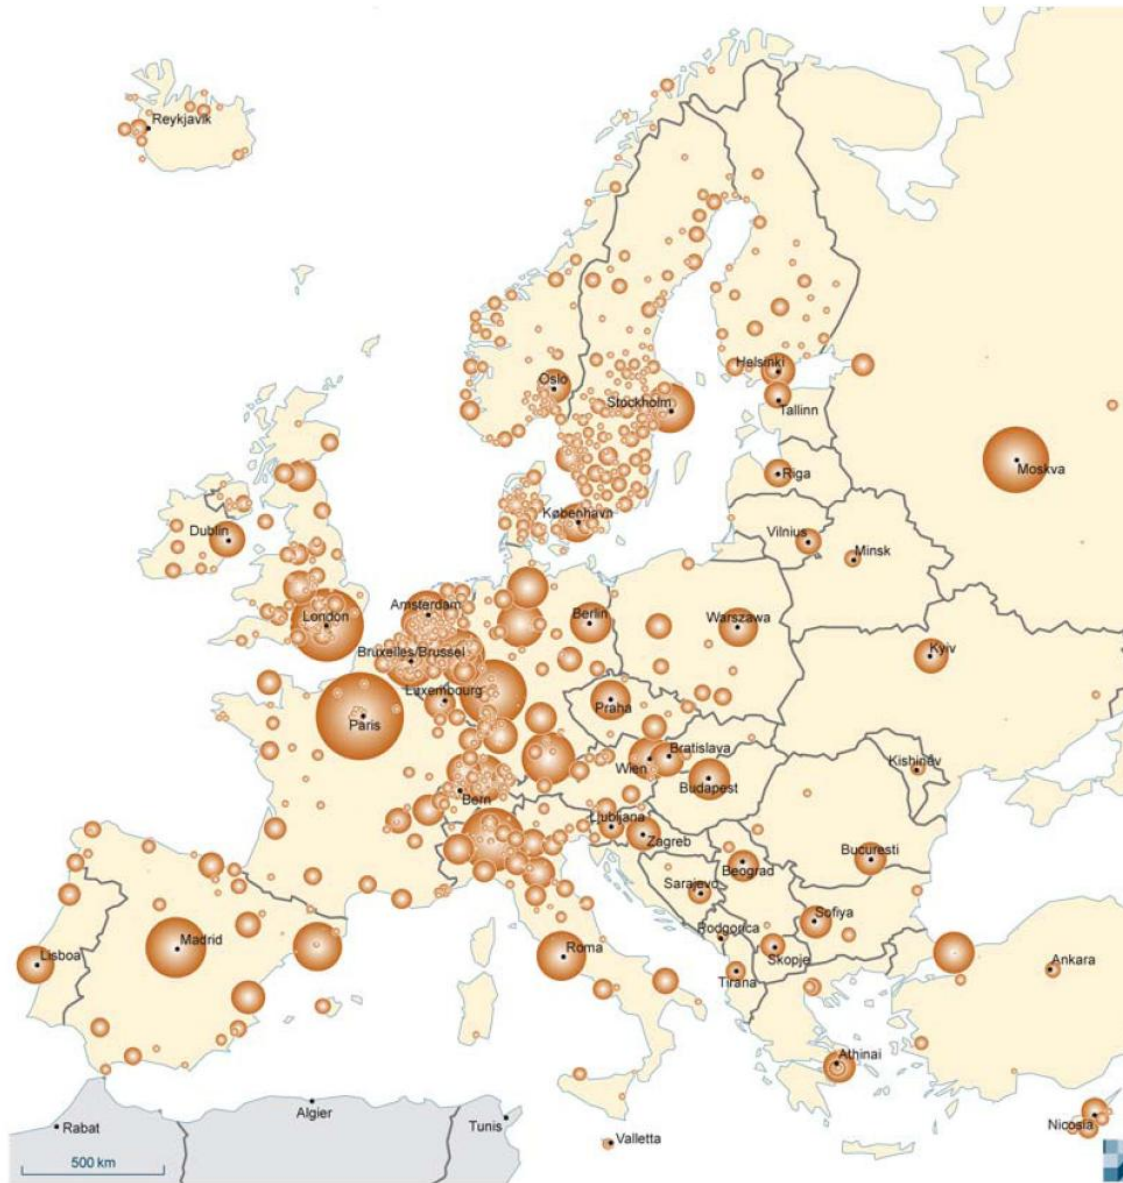 Reykjavik
Helsinki
Oslo
Stockholm
Tallinn
Moskva
Riga
København
Dublin
Vilnius
Minsk
Amsterdam
London
Berlin
Warszawa
Bruxelles/Brussel
Kyiv
Luxembourg
Praha
Paris
Bratislava
Wien
Kishinév
Budapest
Bern
Ljubljana
Zagreb
Bucuresti
Beograd
Sarajevo
Sofiya
Podgorica
Madrid
Roma
Lisboa
Skopje
Ankara
Tirana
Athinai
Algier
Nicosia
Rabat
Tunis
Valletta
500 km